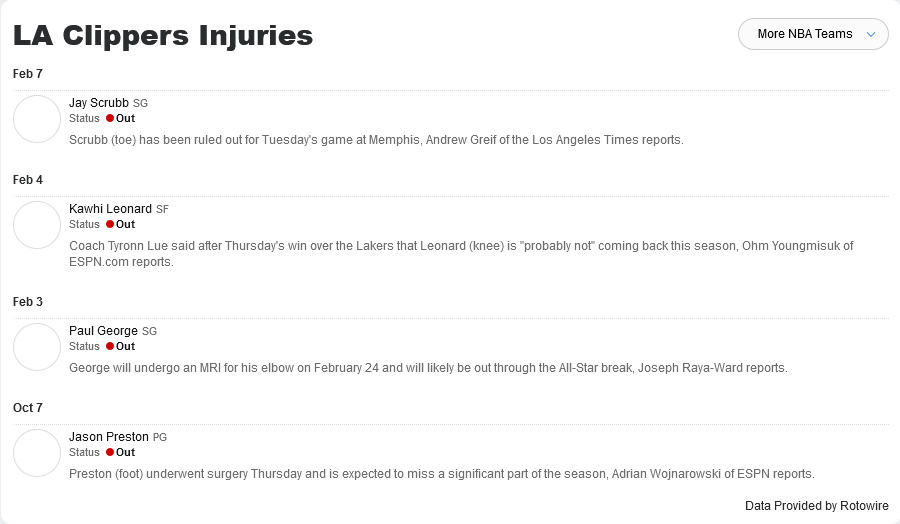 LA Clippers Injuries
More NBA Teams
Feb 7
Jay Scrubb SG
Status Out
Scrubb (toe) has been ruled out for Tuesday's game at Memphis, Andrew Greif of the Los Angeles Times reports.
Feb 4
Kawhi Leonard SF
Status Out
Coach Tyronn Lue said after Thursday's win over the Lakers that Leonard (knee) is "probably not" coming back this season, Ohm Youngmisuk of
ESPN.com reports.
Feb 3
Paul George SG
Status Out
George will undergo an MRI for his elbow on February 24 and will likely be out through the All-Star break, Joseph Raya-Ward reports.
Oct 7
Jason Preston PG
Status Out
Preston (foot) underwent surgery Thursday and is expected to miss a significant part of the season, Adrian Wojnarowski of ESPN reports.
Data Provided by Rotowire